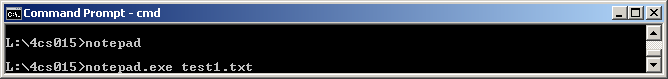 Command Prompt - cmd
L:\4cs015>notepad
L:\4cs015>notepad.exe test1.txt